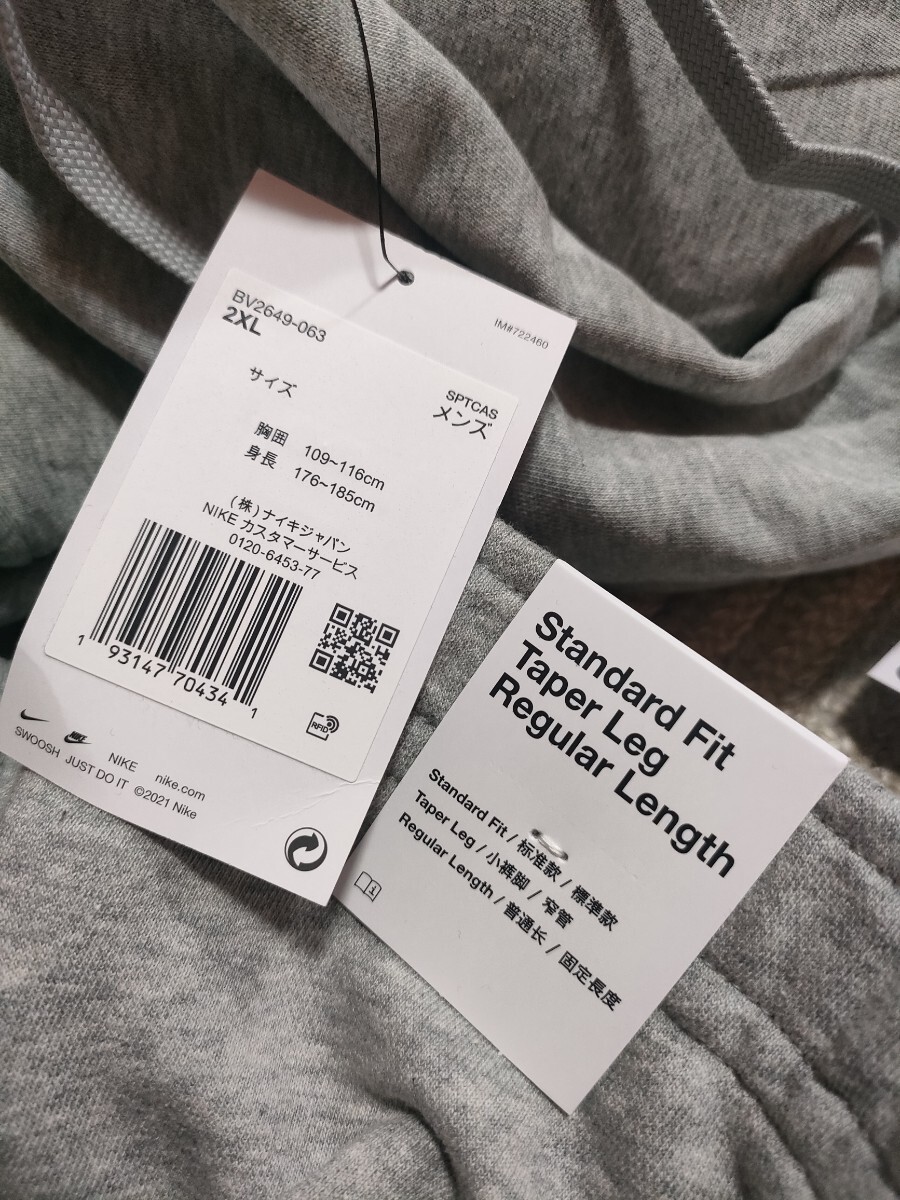 BV2649-063
2XL
IM#722460
サイズ
SPTCAS
メンズ
胸囲 109~116cm
身長 176~185cm
(株)ナイキジャパン
NIKE カスタマーサービス
0120-6453-77
1 93147 70434 1
RFID
NIKE nike.com
SWOOSH JUST DO IT ©2021 Nike
Standard Fit
Taper Leg
Regular Length
Standard Fit / 标准款 / 標準款
Taper Leg / 小裤脚 / 窄管
Regular Length / 普通长 / 固定長度